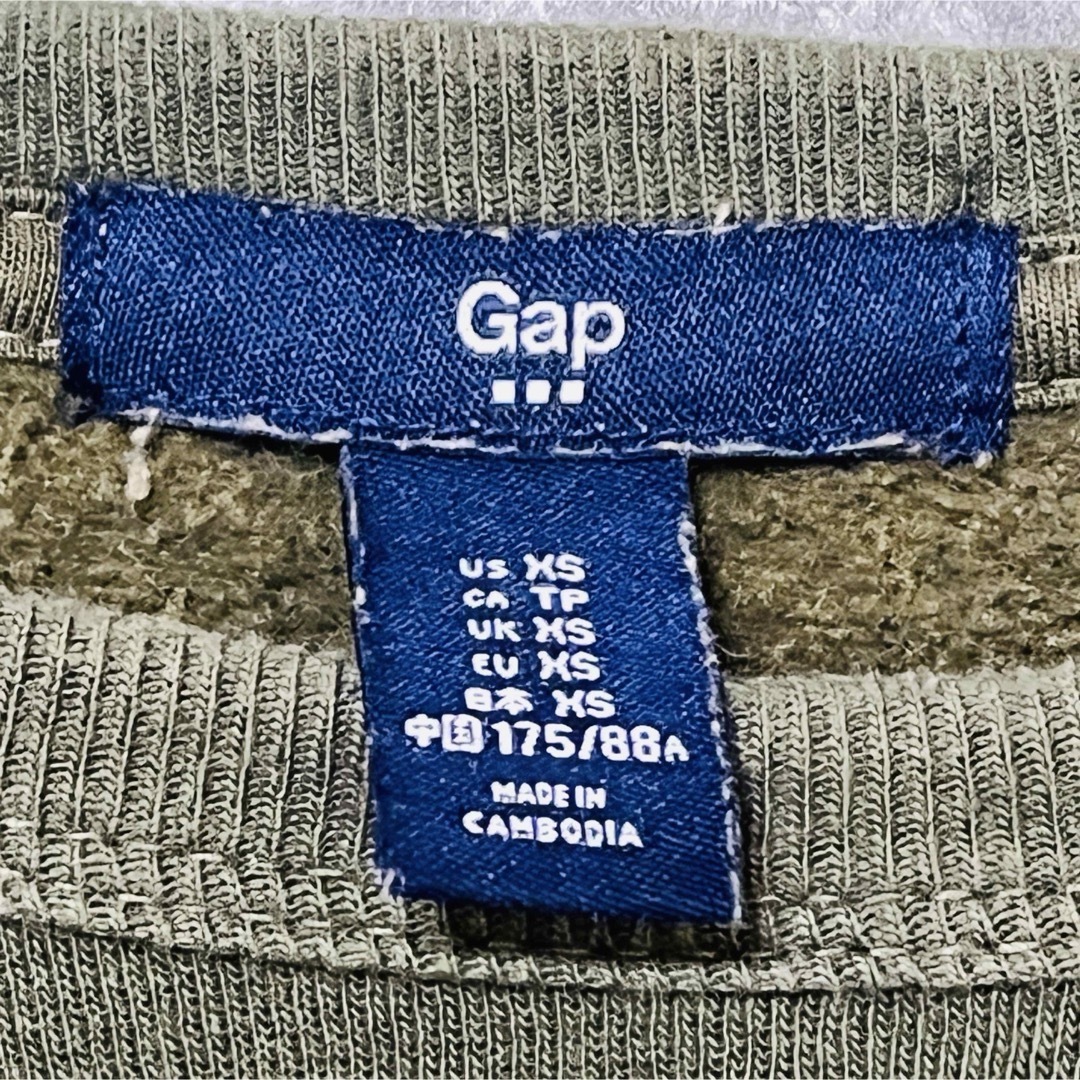 Gap
US XS
CA TP
UK XS
EU XS
日本 XS
中国 175/88A
MADE IN
CAMBODIA